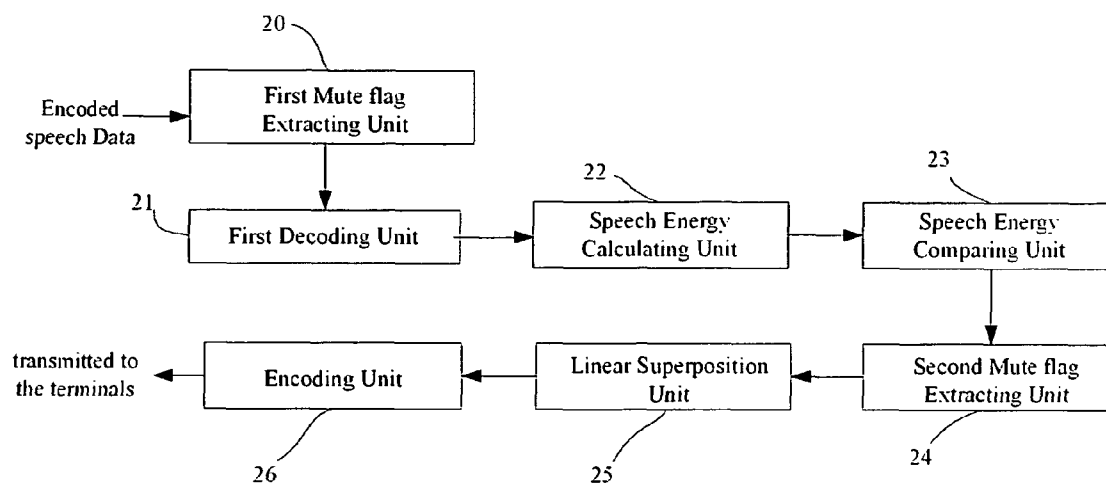 20
First Mute flag
Extracting Unit
Encoded
speech Data
21
First Decoding Unit
22
Speech Energy
Calculating Unit
23
Speech Energy
Comparing Unit
transmitted to
the terminals
Encoding Unit
26
Linear Superposition
Unit
25
Second Mute flag
Extracting Unit
24